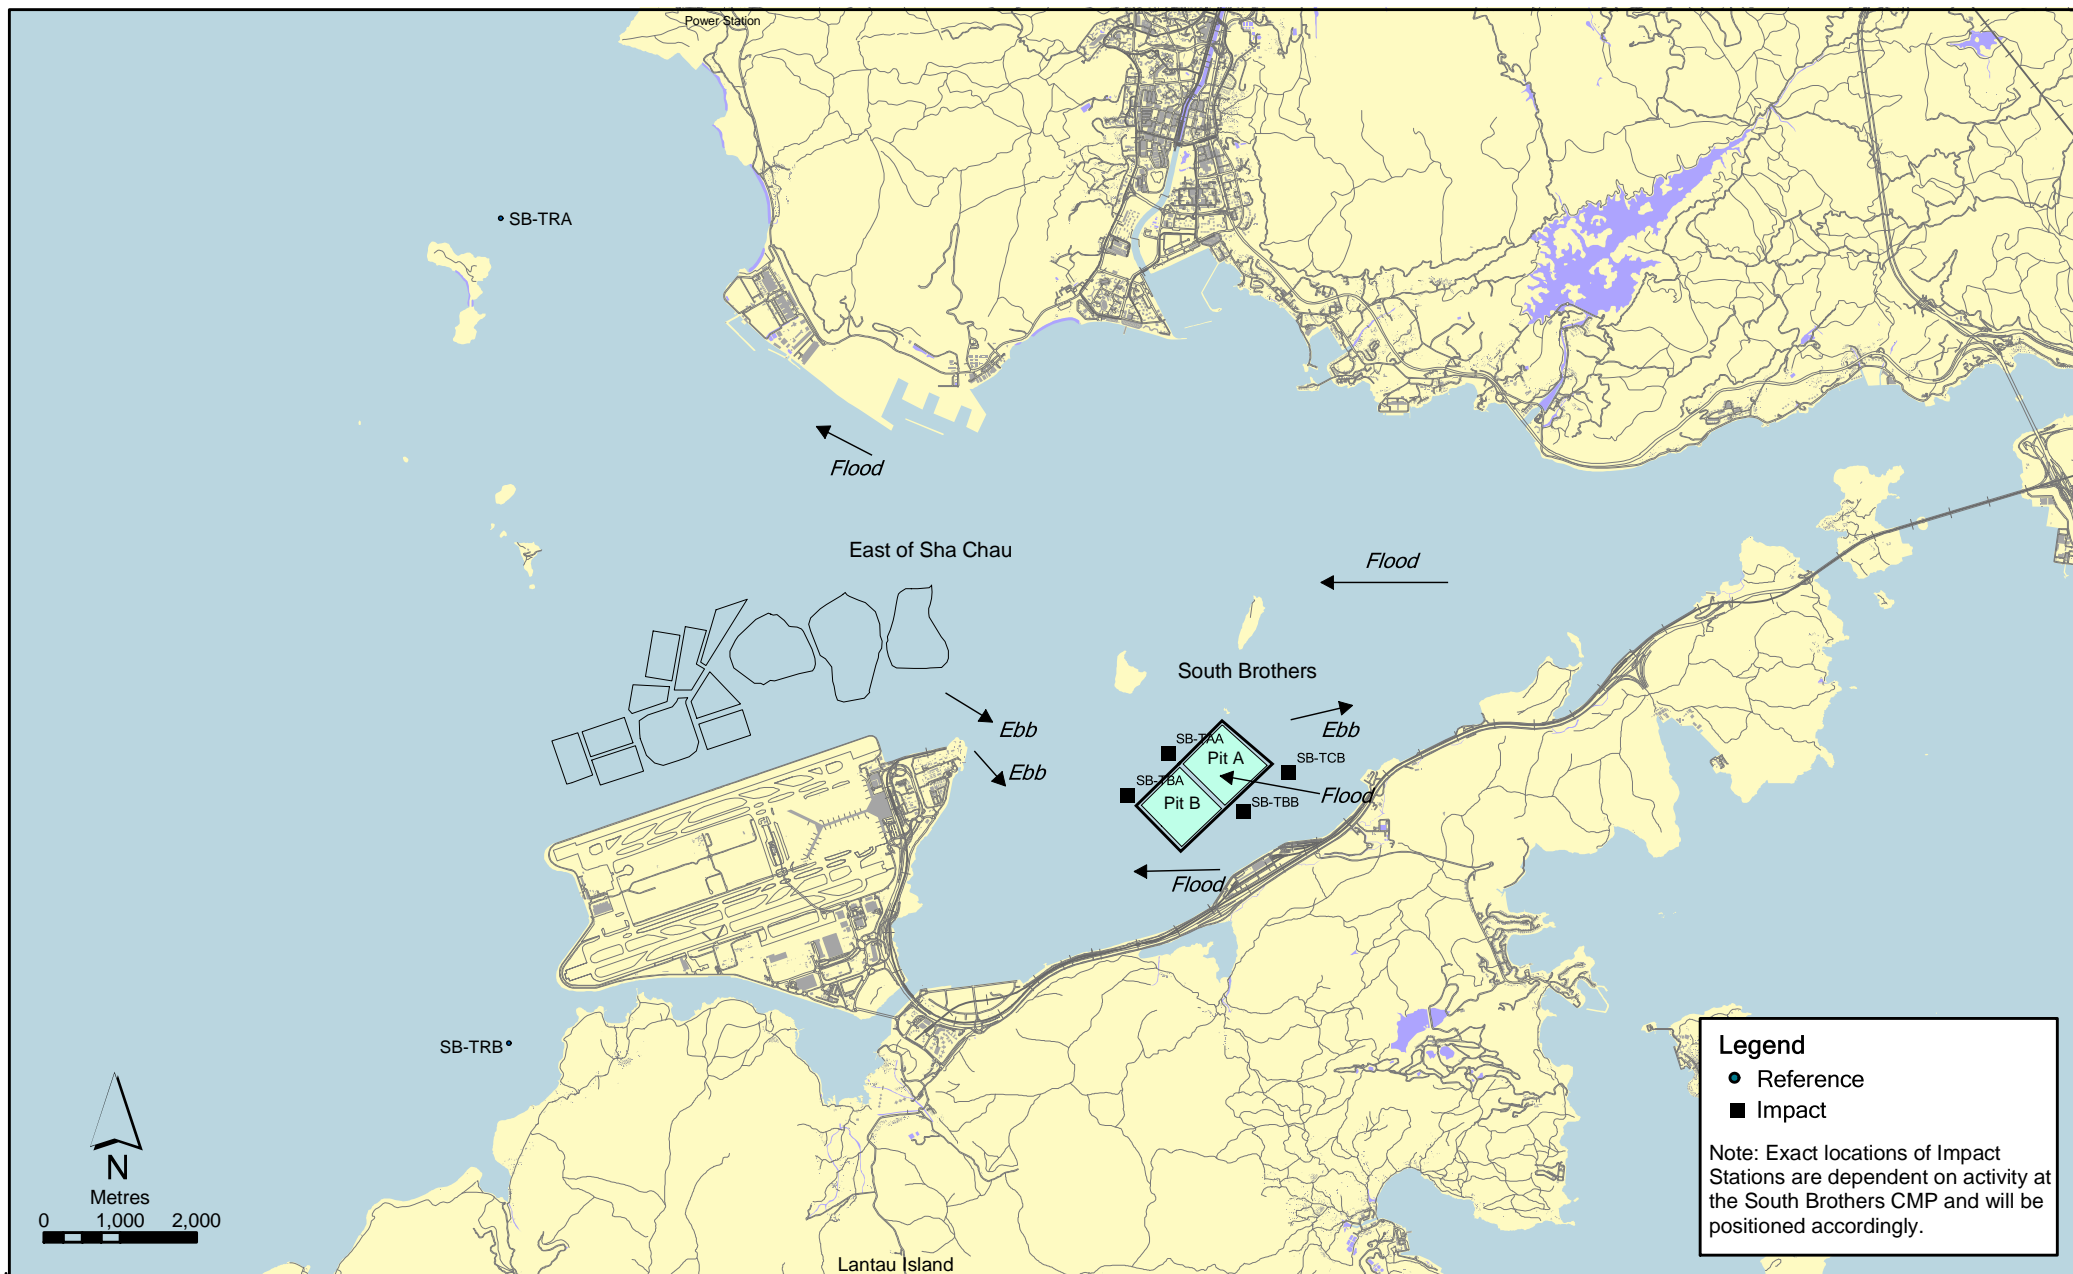 Power Station
SB-TRA
Flood
East of Sha Chau
Flood
South Brothers
Ebb
Ebb
SB-TAA
Pit A
SB-TCB
Ebb
SB-TBA
Pit B
Flood
SB-TBB
Flood
SB-TRB
N
Metres
0 1,000 2,000
Lantau Island
Legend
Reference
Impact
Note: Exact locations of Impact
Stations are dependent on activity at
the South Brothers CMP and will be
positioned accordingly.